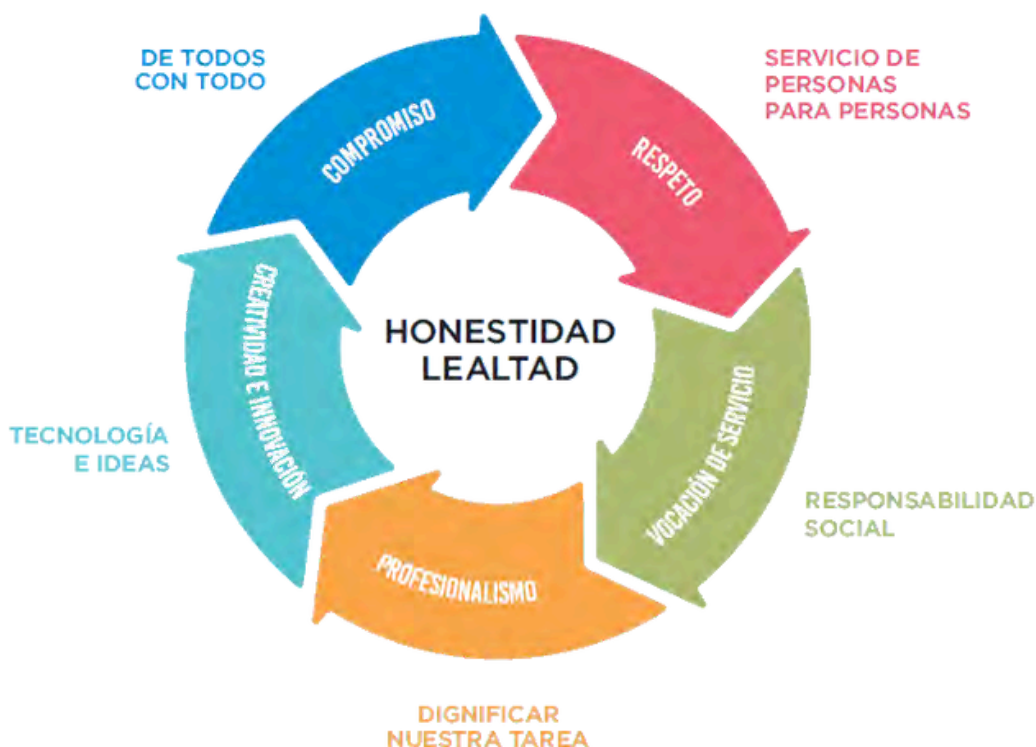 DE TODOS
CON TODO
COMPROMISO
SERVICIO DE
PERSONAS
PARA PERSONAS
RESPETO
HONESTIDAD
LEALTAD
VOCACIÓN DE SERVICIO
RESPONSABILIDAD
SOCIAL
PROFESIONALISMO
DIGNIFICAR
NUESTRA TAREA
CREATIVIDAD E INNOVACIÓN
TECNOLOGÍA
E IDEAS